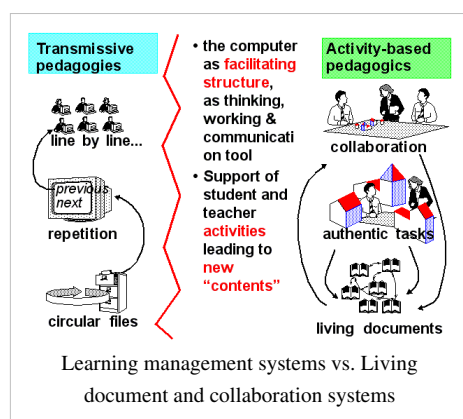 Transmissive
pedagogies
line by line...
previous
next
repetition
circular files
• the computer
as facilitating
structure,
as thinking,
working &
communicati
on tool
• Support of
student and
teacher
activities
leading to
new
“contents”
Activity-based
pedagogics
collaboration
authentic tasks
living documents
Learning management systems vs. Living
document and collaboration systems